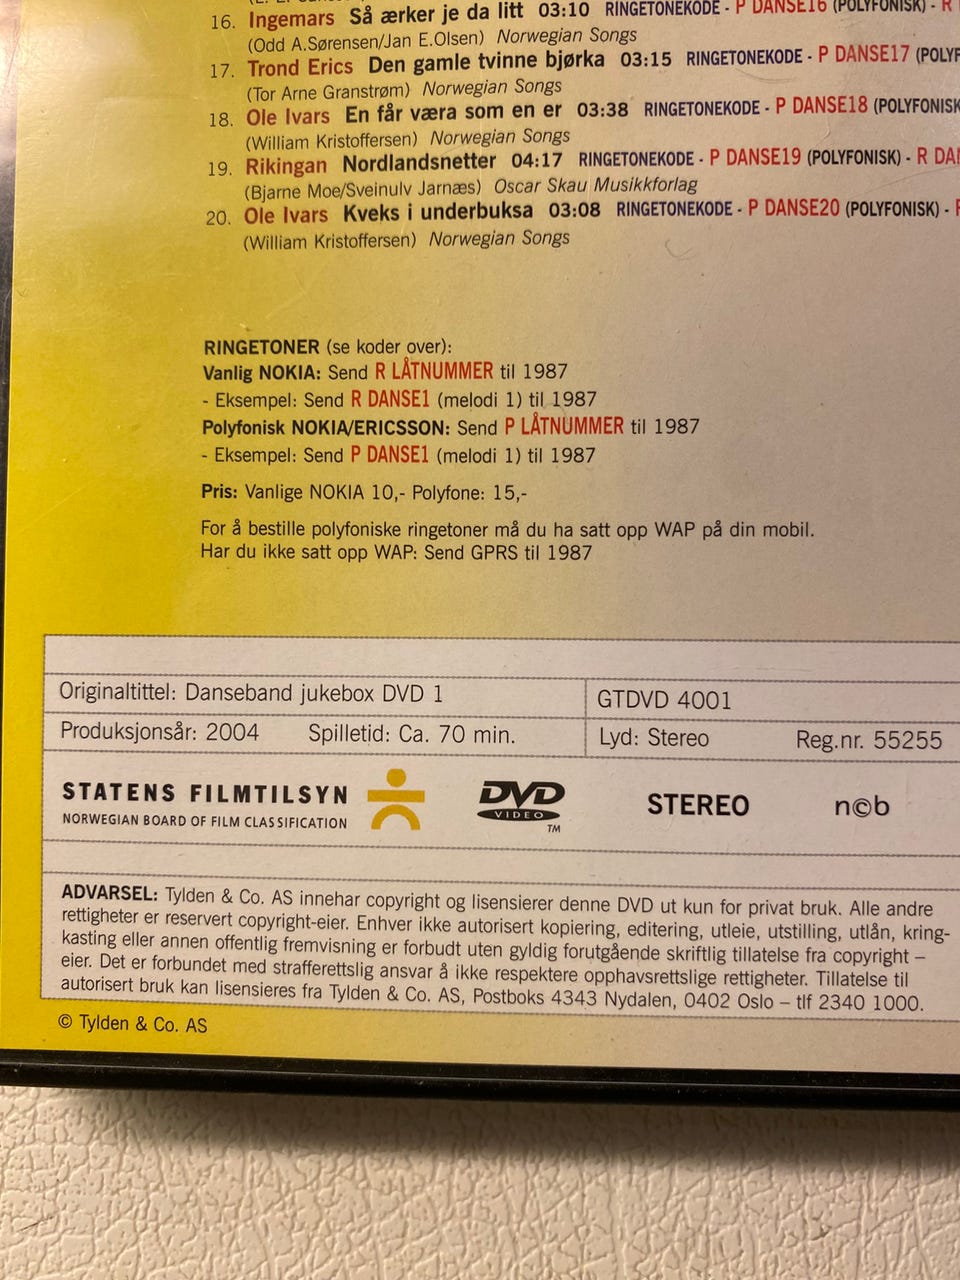 16. Ingemars Så ærker je da litt 03:10 RINGETONEKODE - P DANSE16 (POLYFONISK) - R
(Odd A.Sørensen/Jan E.Olsen) Norwegian Songs
17. Trond Erics Den gamle tvinne bjørka 03:15 RINGETONEKODE - P DANSE17 (POLYF
(Tor Arne Granstrøm) Norwegian Songs
18. Ole Ivars En får væra som en er 03:38 RINGETONEKODE - P DANSE18 (POLYFONISK
(William Kristoffersen) Norwegian Songs
19. Rikingan Nordlandsnetter 04:17 RINGETONEKODE - P DANSE19 (POLYFONISK) - R DA
(Bjarne Moe/Sveinulv Jarnæs) Oscar Skau Musikkforlag
20. Ole Ivars Kveks i underbuksa 03:08 RINGETONEKODE - P DANSE20 (POLYFONISK) -
(William Kristoffersen) Norwegian Songs
RINGETONER (se koder over):
Vanlig NOKIA: Send R LÅTNUMMER til 1987
- Eksempel: Send R DANSE1 (melodi 1) til 1987
Polyfonisk NOKIA/ERICSSON: Send P LÅTNUMMER til 1987
- Eksempel: Send P DANSE1 (melodi 1) til 1987
Pris: Vanlige NOKIA 10,- Polyfone: 15,-
For å bestille polyfoniske ringetoner må du ha satt opp WAP på din mobil.
Har du ikke satt opp WAP: Send GPRS til 1987
Originaltittel: Danseband jukebox DVD 1 GTDVD 4001
Produksjonsår: 2004 Spilletid: Ca. 70 min. Lyd: Stereo Reg.nr. 55255
STATENS FILMTILSYN
NORWEGIAN BOARD OF FILM CLASSIFICATION
DVD
VIDEO
TM
STEREO
n©b
ADVARSEL: Tylden & Co. AS innehar copyright og lisensierer denne DVD ut kun for privat bruk. Alle andre
rettigheter er reservert copyright-eier. Enhver ikke autorisert kopiering, editering, utleie, utstilling, utlån, kring-
kasting eller annen offentlig fremvisning er forbudt uten gyldig forutgående skriftlig tillatelse fra copyright –
eier. Det er forbundet med strafferettslig ansvar å ikke respektere opphavsrettslige rettigheter. Tillatelse til
autorisert bruk kan lisensieres fra Tylden & Co. AS, Postboks 4343 Nydalen, 0402 Oslo – tlf 2340 1000.
© Tylden & Co. AS